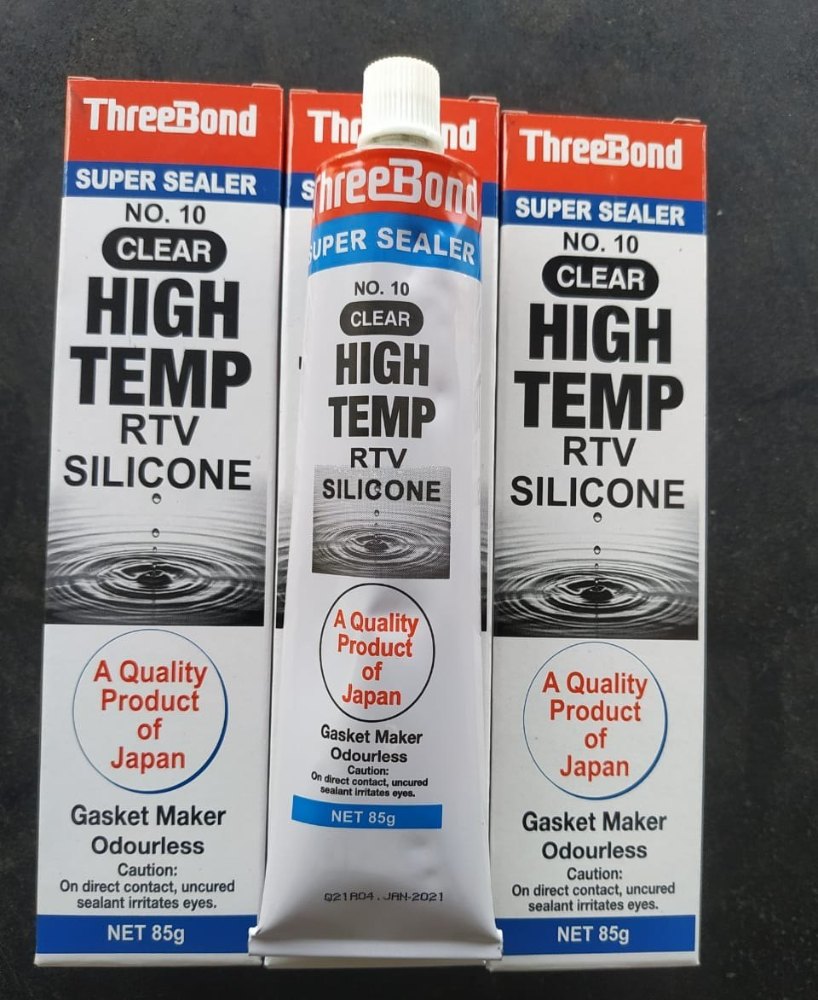 ThreeBond
SUPER SEALER
NO. 10
CLEAR
HIGH
TEMP
RTV
SILICONE
A Quality
Product
of
Japan
Gasket Maker
Odourless
Caution:
On direct contact, uncured
sealant irritates eyes.
NET 85g
Thr nd
S
ThreeBond
SUPER SEALER
NO. 10
CLEAR
HIGH
TEMP
RTV
SILICONE
A Quality
Product
of
Japan
Gasket Maker
Odourless
Caution:
On direct contact, uncured
sealant irritates eyes.
NET 85g
Q21A04 . JAN-2021
ThreeBond
SUPER SEALER
NO. 10
CLEAR
HIGH
TEMP
RTV
SILICONE
A Quality
Product
of
Japan
Gasket Maker
Odourless
Caution:
On direct contact, uncured
sealant irritates eyes.
NET 85g